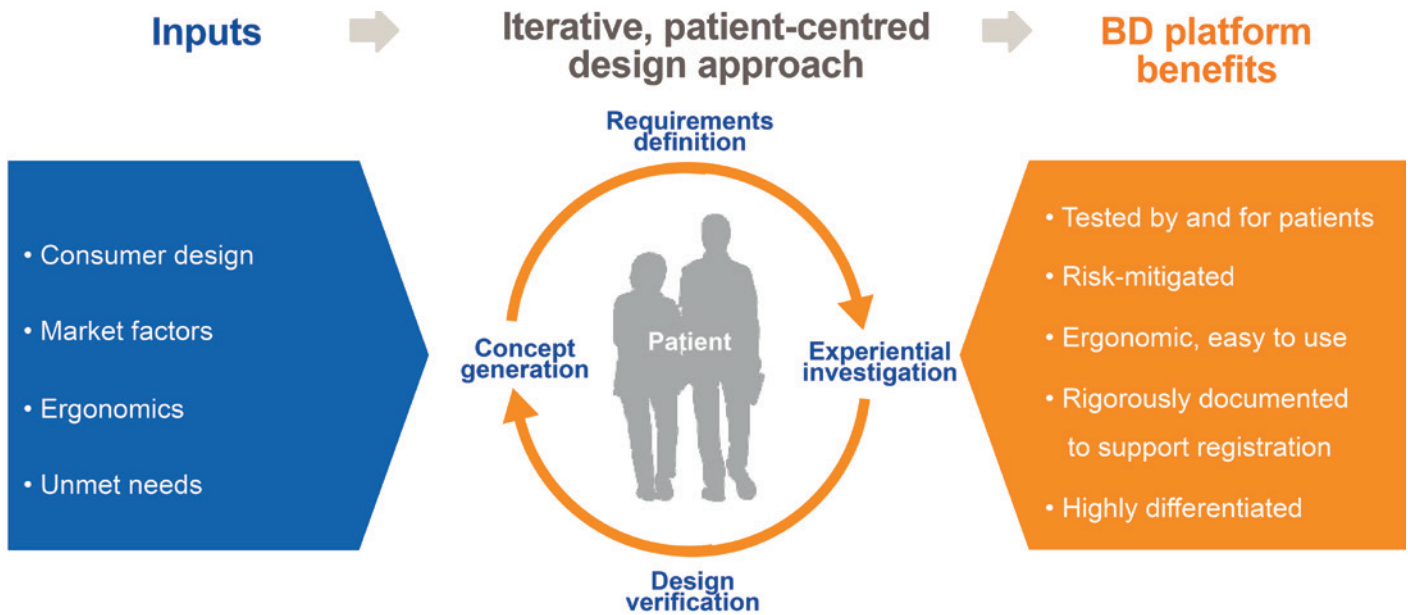 Inputs
Iterative, patient-centred
design approach
BD platform
benefits
• Consumer design
• Market factors
• Ergonomics
• Unmet needs
Requirements
definition
Concept
generation
Patient
Experiential
investigation
Design
verification
• Tested by and for patients
• Risk-mitigated
• Ergonomic, easy to use
• Rigorously documented
to support registration
• Highly differentiated